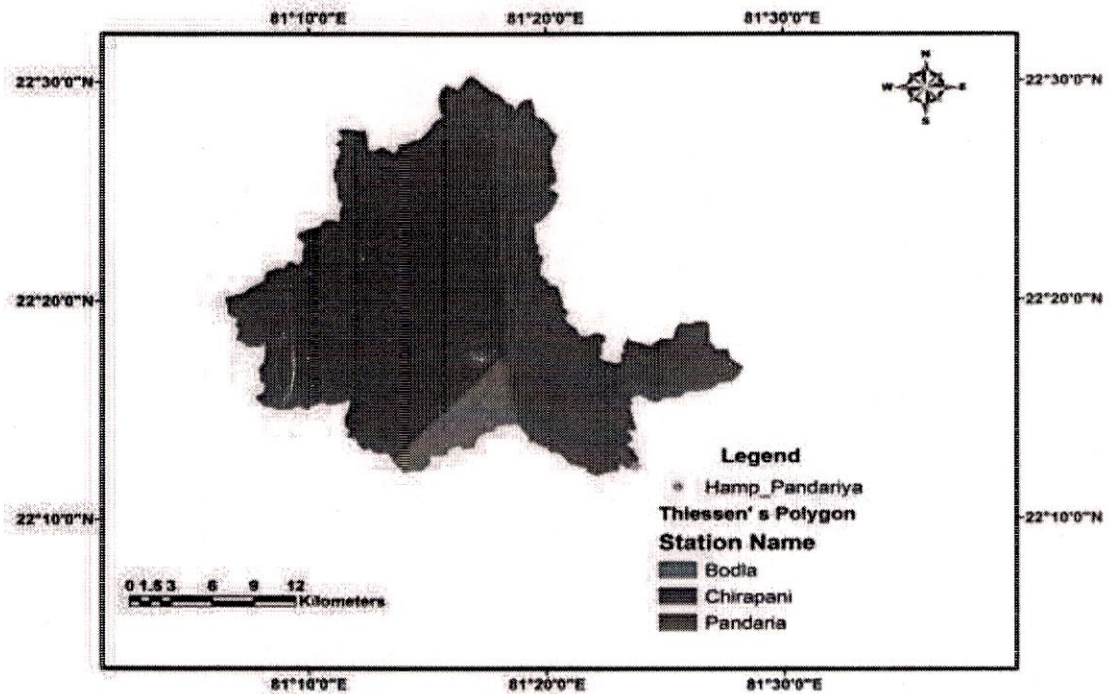 81°10'0"E 81°20'0"E 81°30'0"E
N
W E
S
22°30'0"N 22°30'0"N
22°20'0"N 22°20'0"N
22°10'0"N 22°10'0"N
Legend
Hamp_Pandariya
Thiessen' s Polygon
Station Name
Bodla
Chirapani
Pandaria
0 1.5 3 6 9 12
Kilometers
81°10'0"E 81°20'0"E 81°30'0"E